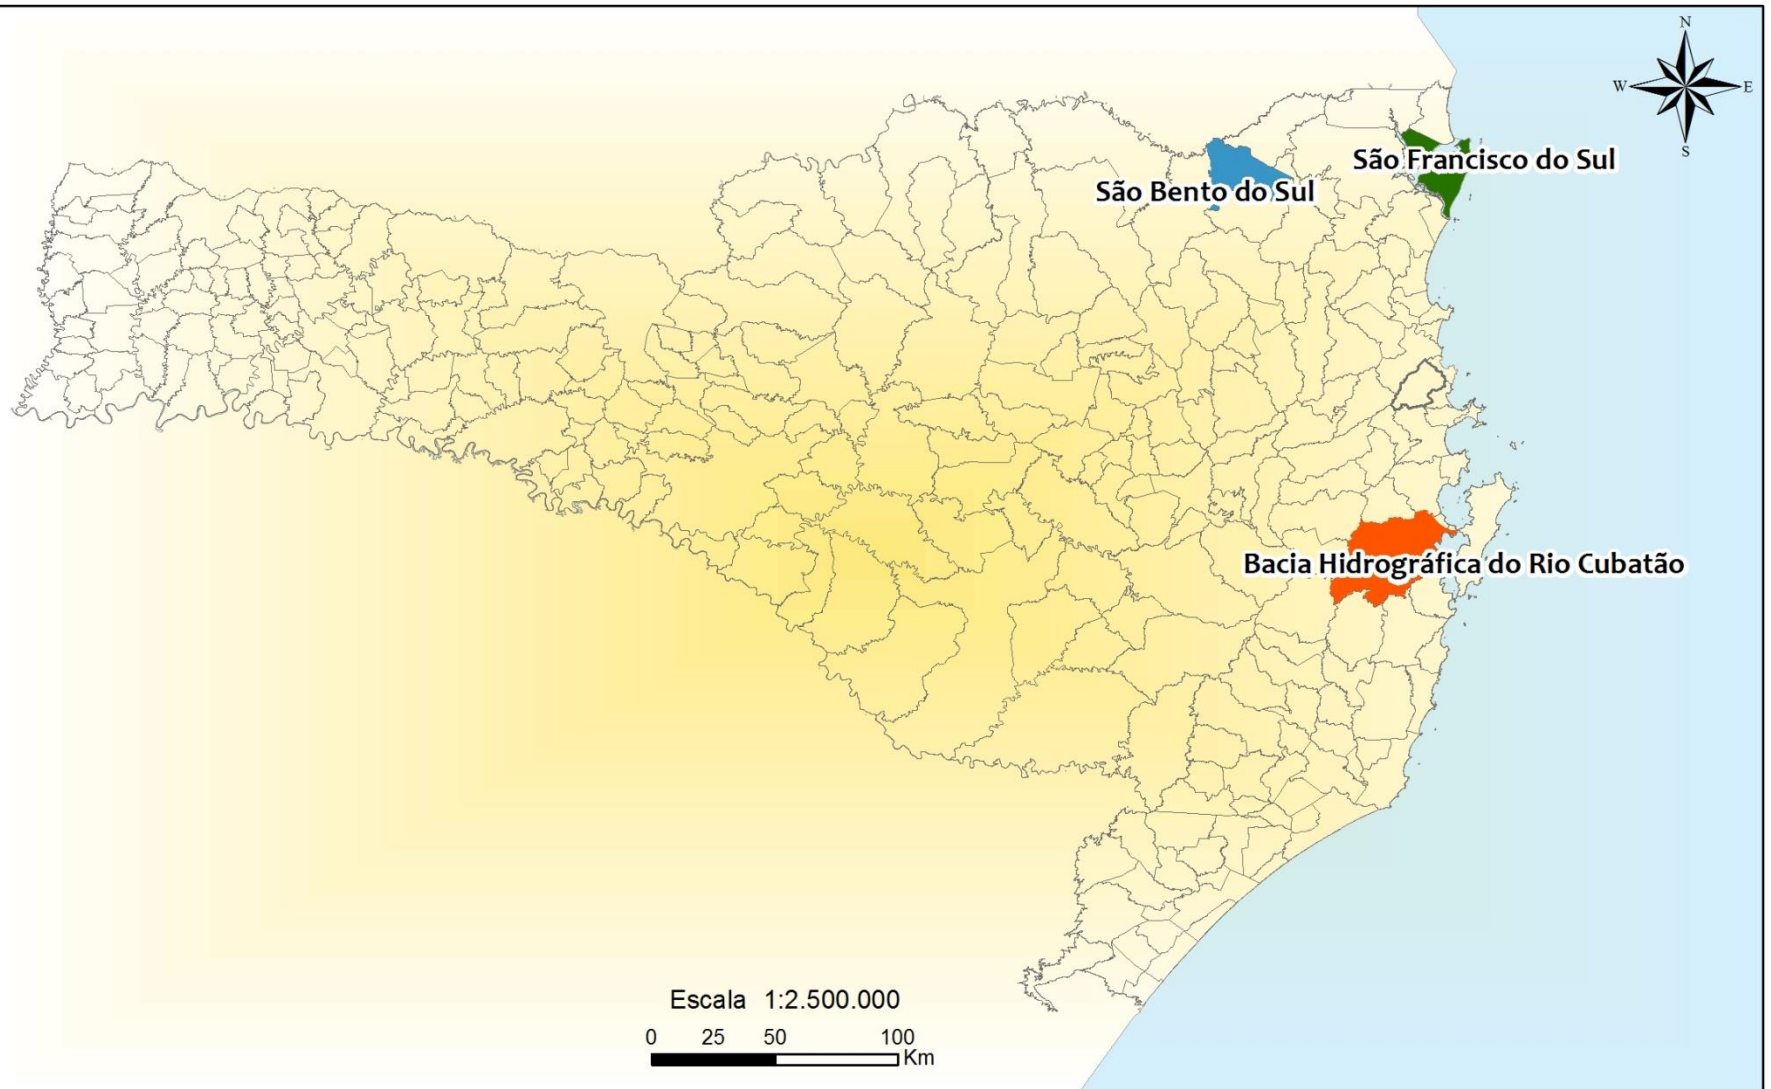 N
W E
S
São Francisco do Sul
São Bento do Sul
Bacia Hidrográfica do Rio Cubatão
Escala 1:2.500.000
0 25 50 100
Km